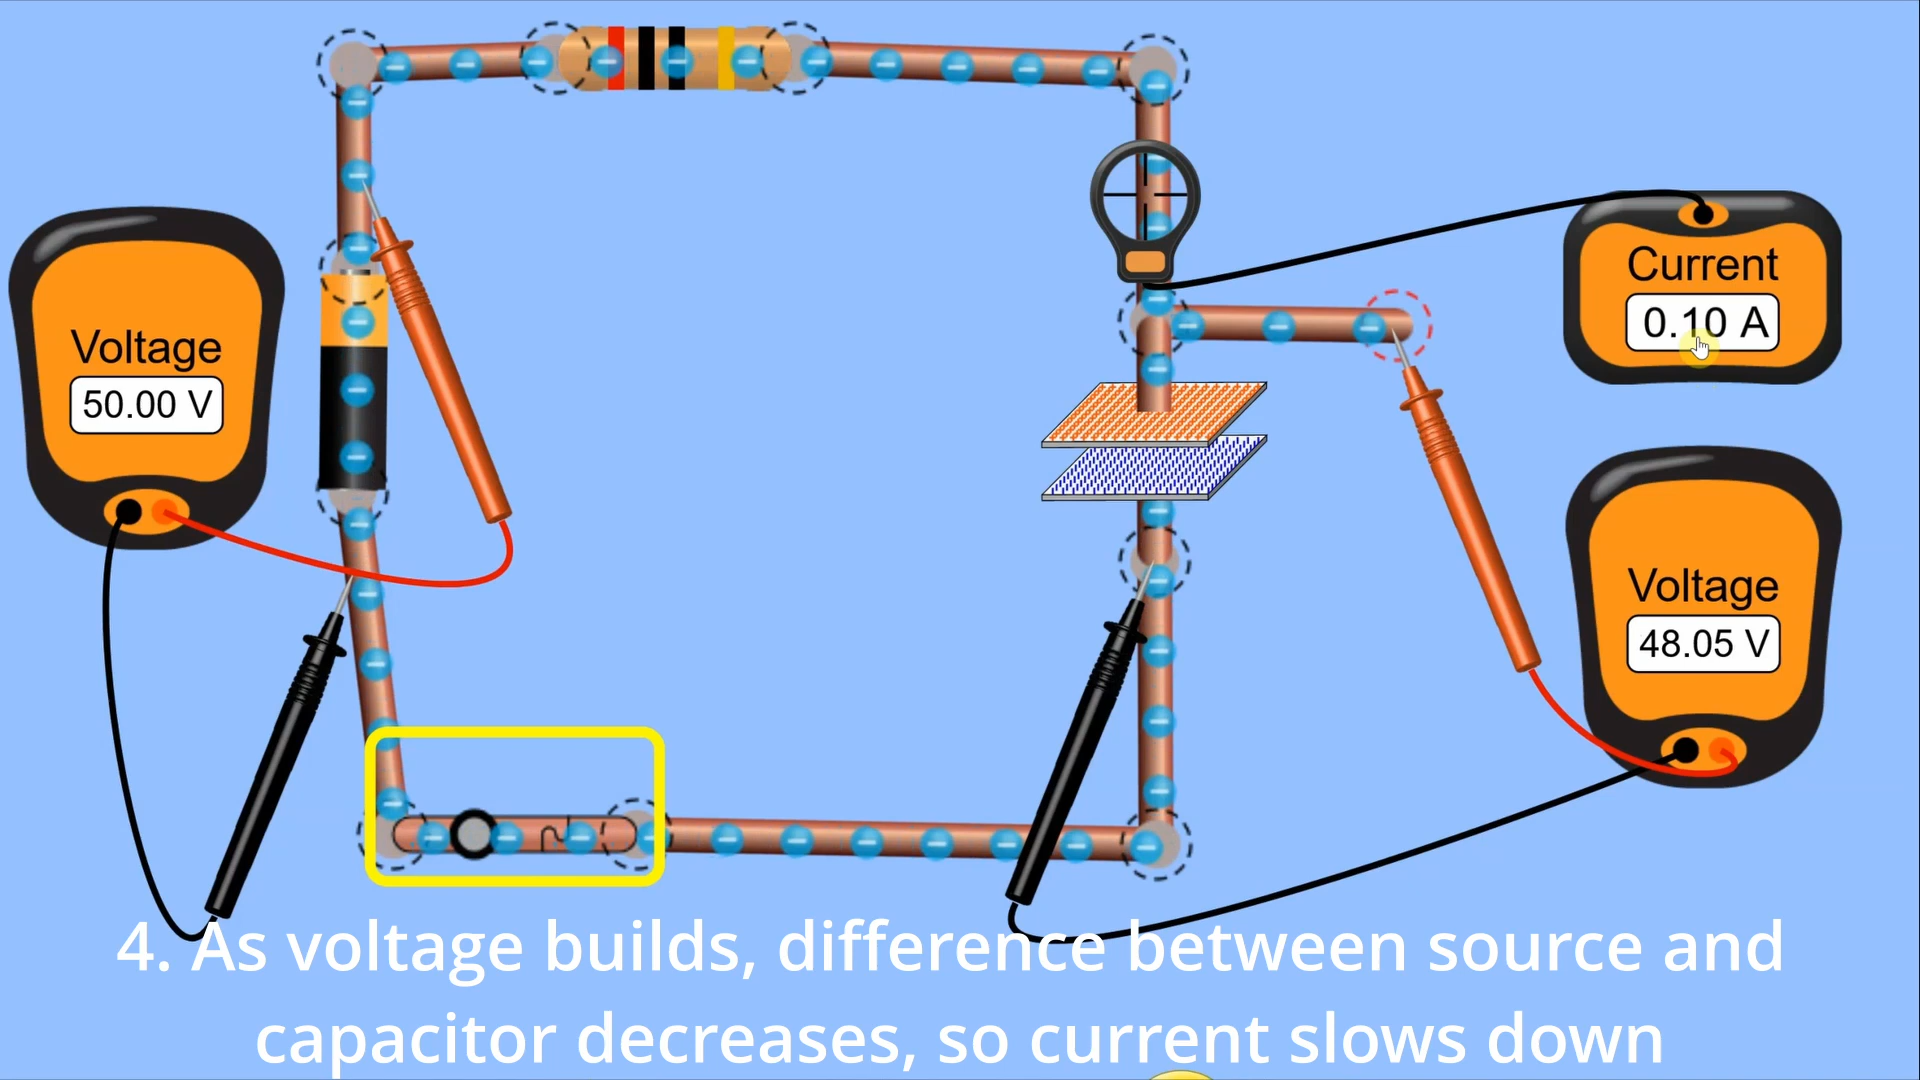 Voltage
50.00 V
Current
0.10 A
Voltage
48.05 V
4. As voltage builds, difference between source and
capacitor decreases, so current slows down